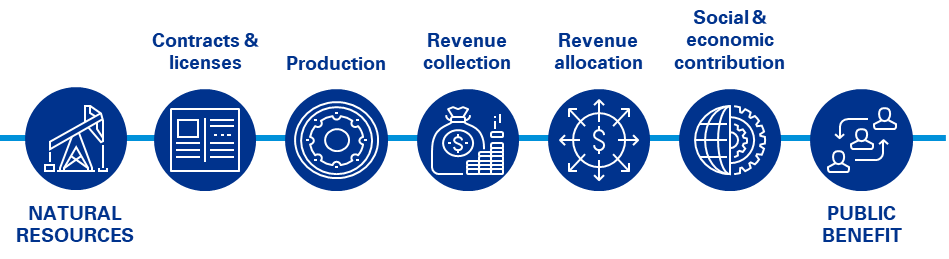 Contracts &
licenses
Production
Revenue
collection
Revenue
allocation
Social &
economic
contribution
$
$
NATURAL
RESOURCES
PUBLIC
BENEFIT